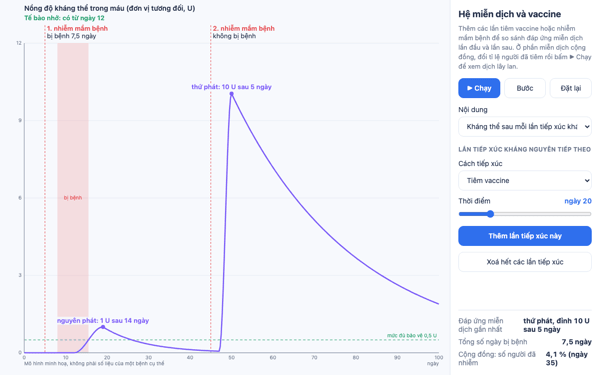 Nồng độ kháng thể trong máu (đơn vị tương đối, U)
Tế bào nhớ: có từ ngày 12
1. nhiễm mầm bệnh
bị bệnh 7,5 ngày
2. nhiễm mầm bệnh
không bị bệnh
12
9
6
3
0
thứ phát: 10 U sau 5 ngày
bị bệnh
nguyên phát: 1 U sau 14 ngày
mức đủ bảo vệ 0,5 U
0 10 20 30 40 50 60 70 80 90 100
ngày
Mô hình minh hoạ, không phải số liệu của một bệnh cụ thể
Hệ miễn dịch và vaccine
Thêm các lần tiêm vaccine hoặc nhiễm
mầm bệnh để so sánh đáp ứng miễn dịch
lần đầu và lần sau. Ở phần miễn dịch cộng
đồng, đổi tỉ lệ người đã tiêm rồi bấm ► Chạy
để xem dịch lây lan.
► Chạy
Bước
Đặt lại
Nội dung
Kháng thể sau mỗi lần tiếp xúc khá
LẦN TIẾP XÚC KHÁNG NGUYÊN TIẾP THEO
Cách tiếp xúc
Tiêm vaccine
Thời điểm
ngày 20
Thêm lần tiếp xúc này
Xoá hết các lần tiếp xúc
Đáp ứng miễn dịch gần nhất
thứ phát, đỉnh 10 U sau 5 ngày
Tổng số ngày bị bệnh
7,5 ngày
Cộng đồng: số người đã nhiễm
4,1 % (ngày 35)